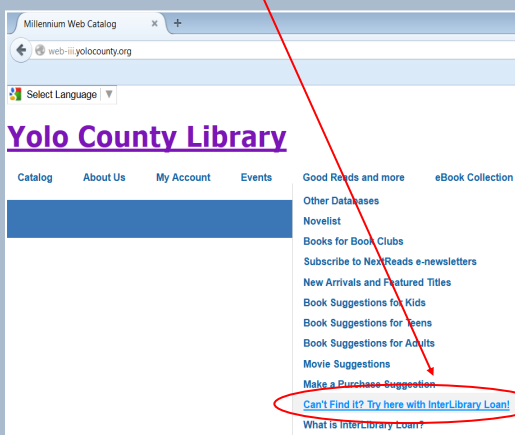 Millennium Web Catalog × +
web-iii.yolocounty.org
Select Language ▼
Yolo County Library
Catalog About Us My Account Events Good Reads and more eBook Collection
Other Databases
Novelist
Books for Book Clubs
Subscribe to NextReads e-newsletters
New Arrivals and Featured Titles
Book Suggestions for Kids
Book Suggestions for Teens
Book Suggestions for Adults
Movie Suggestions
Make a Purchase Suggestion
Can't Find it? Try here with InterLibrary Loan!
What is InterLibrary Loan?